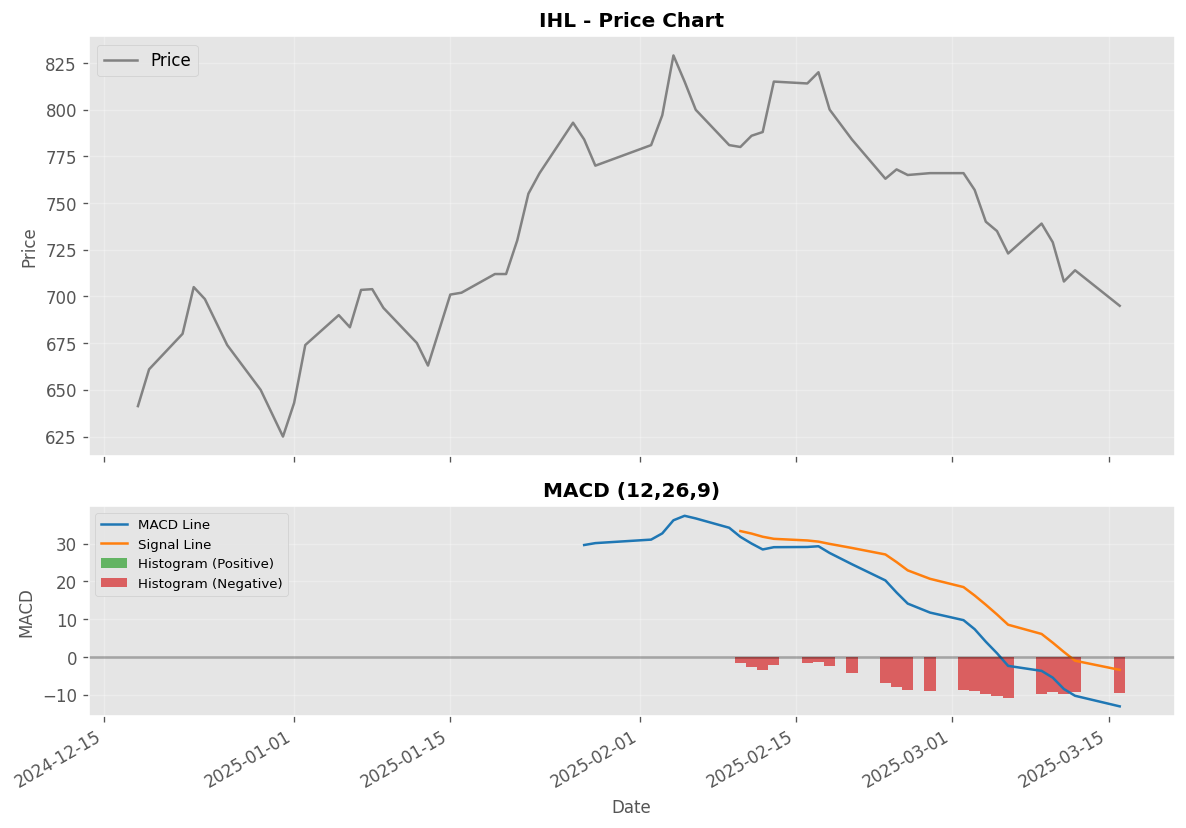 IHL - Price Chart
Price
825
800
775
750
725
700
675
650
625
Price
MACD (12,26,9)
MACD Line
Signal Line
Histogram (Positive)
Histogram (Negative)
30
20
10
0
−10
MACD
2024-12-15
2025-01-01
2025-01-15
2025-02-01
2025-02-15
2025-03-01
2025-03-15
Date